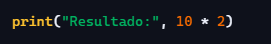 print("Resultado:", 10 * 2)